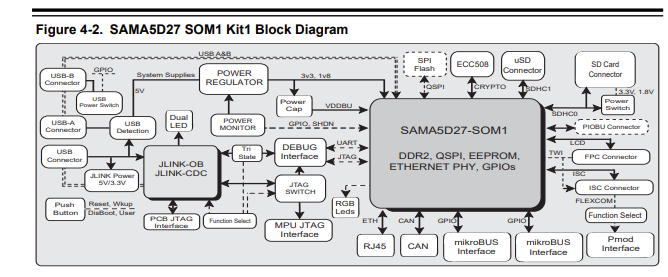 Figure 4-2. SAMA5D27 SOM1 Kit1 Block Diagram
USB A&B
USB-B
Connector
GPIO
USB
Power Switch
System Supplies
5V
POWER
REGULATOR
3v3, 1v8
SPI
Flash
QSPI
ECC508
CRYPTO
uSD
Connector
SDHC1
SD Card
Connector
3.3V, 1.8V
Power
Switch
SDHC0
USB-A
Connector
USB
Detection
Dual
LED
Power
Cap
VDDBU
POWER
MONITOR
GPIO, SHDN
SAMA5D27-SOM1
DDR2, QSPI, EEPROM,
ETHERNET PHY, GPIOs
PIOBU Connector
LCD
USB
Connector
JLINK-OB
JLINK-CDC
Tri
State
DEBUG
Interface
UART
JTAG
TWI
FPC Connector
ISC
JLINK Power
5V/3.3V
JTAG
SWITCH
ISC Connector
FLEXCOM
Push
Button
Reset, Wkup
DisBoot, User
PCB JTAG
Interface
Function Select
MPU JTAG
Interface
RGB
Leds
ETH
CAN
GPIO
GPIO
Function Select
RJ45
CAN
mikroBUS
Interface
mikroBUS
Interface
Pmod
Interface